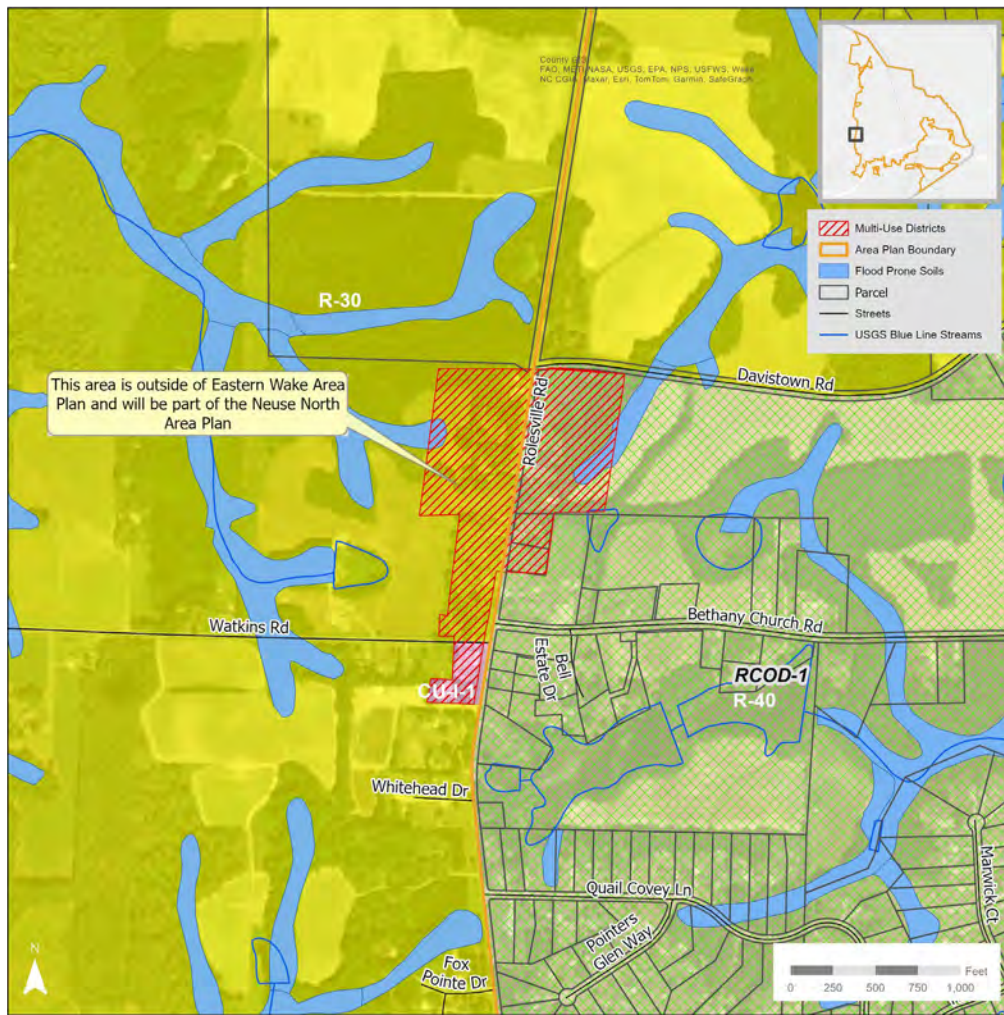 County of D
FAO, METI/NASA, USGS, EPA, NPS, USFWS, Wake
NC CGIA, Maxar, Esri, TomTom, Garmin, SafeGraph,
Multi-Use Districts
Area Plan Boundary
Flood Prone Soils
Parcel
Streets
USGS Blue Line Streams
R-30
This area is outside of Eastern Wake Area
Plan and will be part of the Neuse North
Area Plan
Davistown Rd
Rolesville Rd
Watkins Rd
Bethany Church Rd
Bell
Estate Dr
RCOD-1
R-40
CU-I-1
Whitehead Dr
Quail Covey Ln
Pointers
Glen Way
Marwick Ct
Fox
Pointe Dr
N
Feet
0 250 500 750 1,000